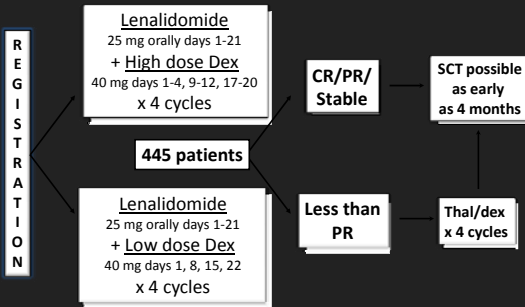 REGISTRATION
Lenalidomide
25 mg orally days 1-21
+ High dose Dex
40 mg days 1-4, 9-12, 17-20
x 4 cycles
445 patients
Lenalidomide
25 mg orally days 1-21
+ Low dose Dex
40 mg days 1, 8, 15, 22
x 4 cycles
CR/PR/
Stable
Less than
PR
SCT possible
as early
as 4 months
Thal/dex
x 4 cycles